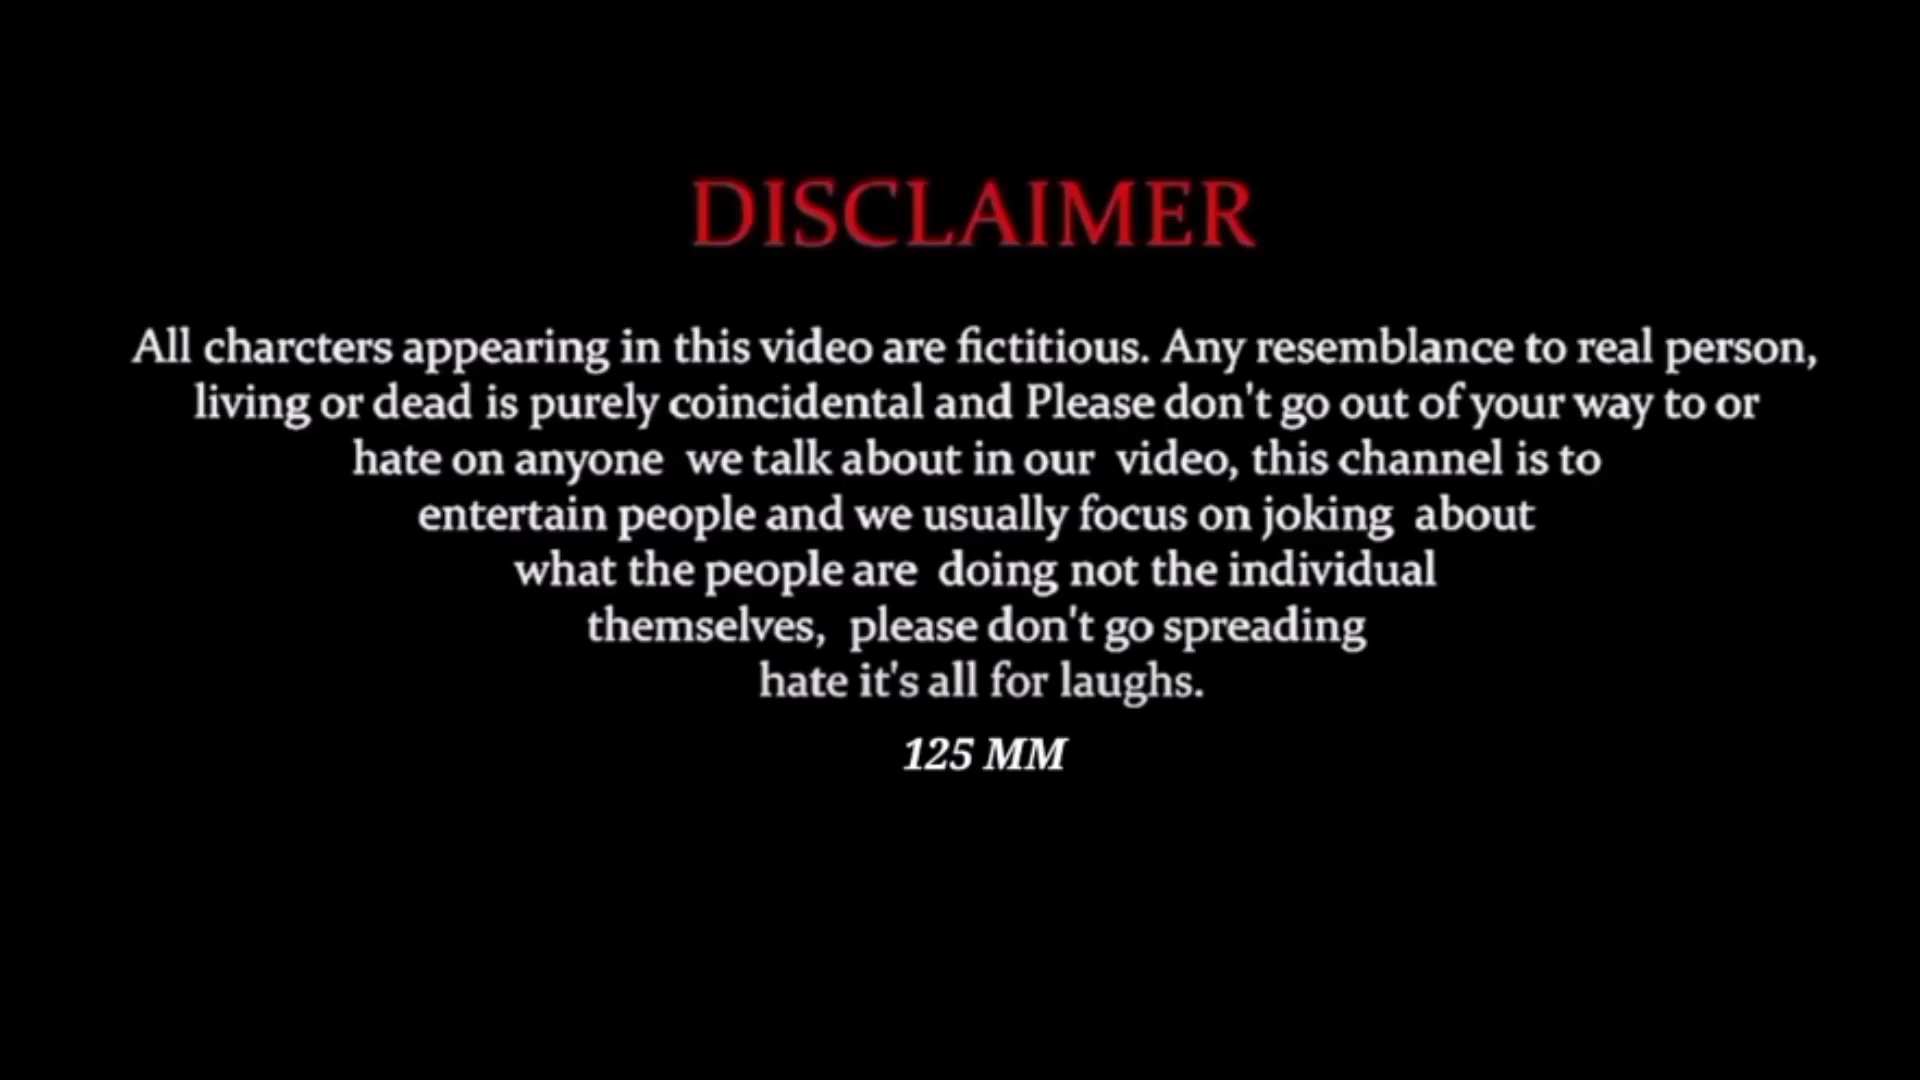 DISCLAIMER
All charcters appearing in this video are fictitious. Any resemblance to real person,
living or dead is purely coincidental and Please don't go out of your way to or
hate on anyone we talk about in our video, this channel is to
entertain people and we usually focus on joking about
what the people are doing not the individual
themselves, please don't go spreading
hate it's all for laughs.
125 MM